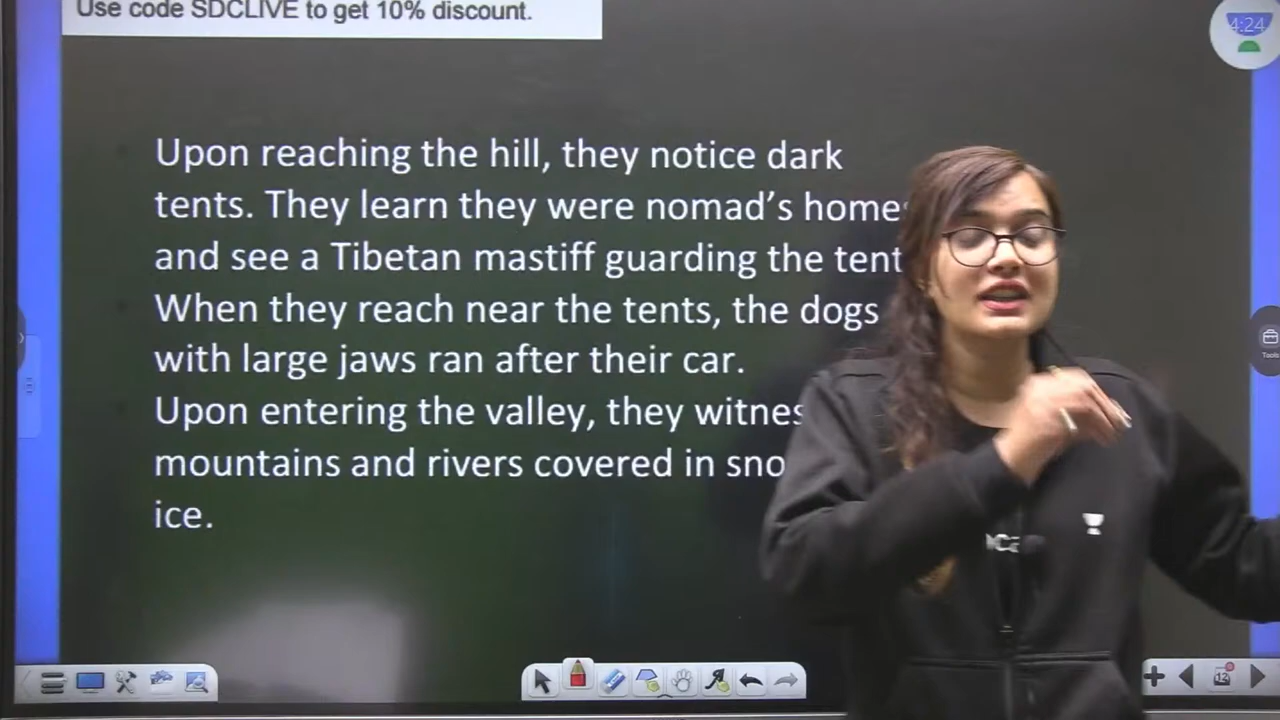 Use code SDCLIVE to get 10% discount.
4:24
Upon reaching the hill, they notice dark
tents. They learn they were nomad's home
and see a Tibetan mastiff guarding the tent
When they reach near the tents, the dogs
with large jaws ran after their car.
Upon entering the valley, they witnes
mountains and rivers covered in sno
ice.
Tools
12